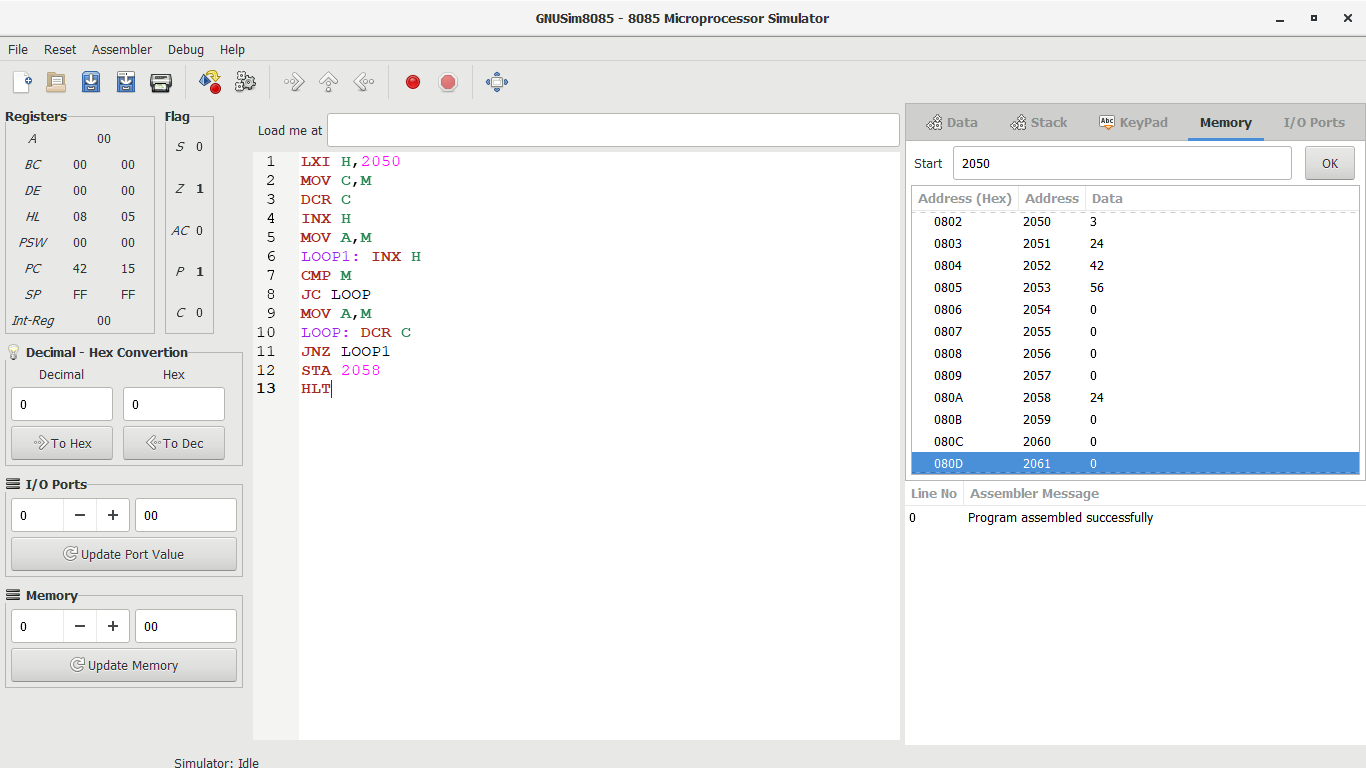 GNUSim8085 - 8085 Microprocessor Simulator
File Reset Assembler Debug Help
Registers
A 00
BC 00 00
DE 00 00
HL 08 05
PSW 00 00
PC 42 15
SP FF FF
Int-Reg 00
Flag
S 0
Z 1
AC 0
P 1
C 0
Decimal - Hex Convertion
Decimal Hex
0 0
To Hex To Dec
I/O Ports
0 − + 00
Update Port Value
Memory
0 − + 00
Update Memory
Load me at
1 LXI H,2050
2 MOV C,M
3 DCR C
4 INX H
5 MOV A,M
6 LOOP1: INX H
7 CMP M
8 JC LOOP
9 MOV A,M
10 LOOP: DCR C
11 JNZ LOOP1
12 STA 2058
13 HLT
Data Stack Abc KeyPad Memory I/O Ports
Start 2050 OK
Address (Hex) Address Data
0802 2050 3
0803 2051 24
0804 2052 42
0805 2053 56
0806 2054 0
0807 2055 0
0808 2056 0
0809 2057 0
080A 2058 24
080B 2059 0
080C 2060 0
080D 2061 0
Line No Assembler Message
0 Program assembled successfully
Simulator: Idle